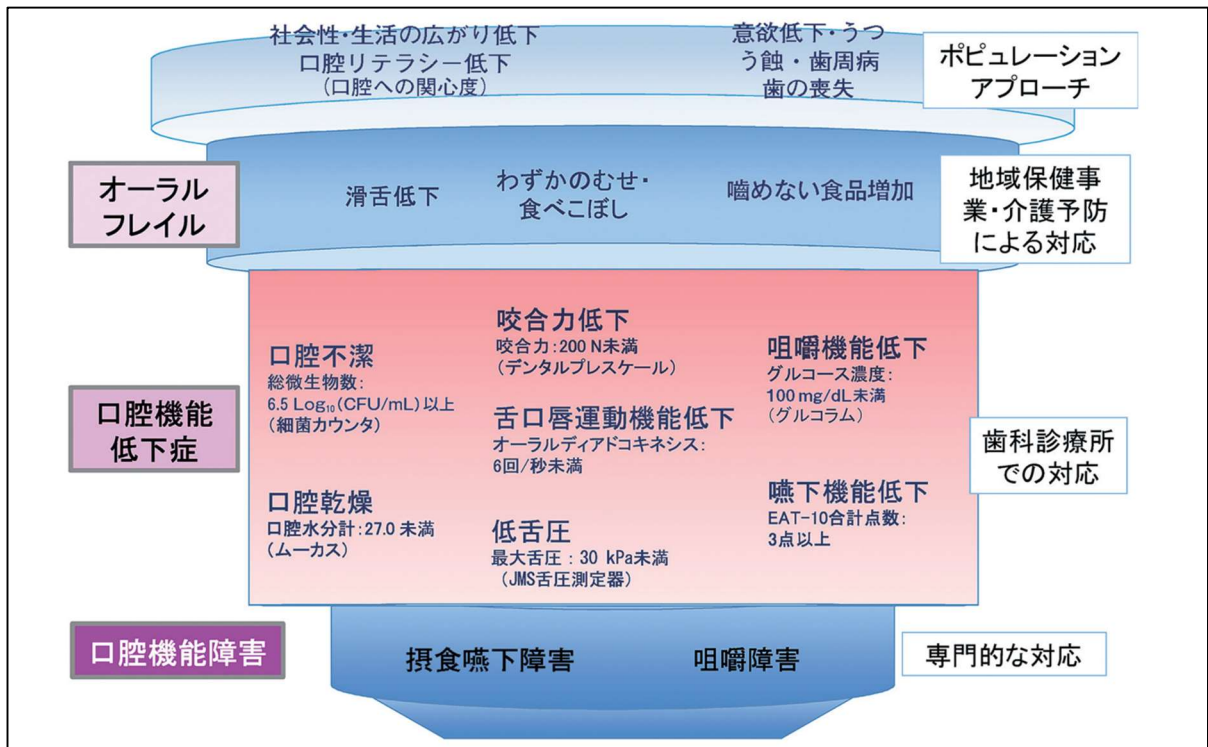 社会性・生活の広がり低下
口腔リテラシー低下
(口腔への関心度)
意欲低下・うつ
う蝕・歯周病
歯の喪失
ポピュレーション
アプローチ
オーラル
フレイル
滑舌低下
わずかのむせ・
食べこぼし
嚙めない食品増加
地域保健事
業・介護予防
による対応
口腔機能
低下症
口腔不潔
総微生物数:
6.5 Log₁₀(CFU/mL)以上
(細菌カウンタ)
口腔乾燥
口腔水分計:27.0 未満
(ムーカス)
咬合力低下
咬合力:200 N未満
(デンタルプレスケール)
舌口唇運動機能低下
オーラルディアドコキネシス:
6回/秒未満
低舌圧
最大舌圧:30 kPa未満
(JMS舌圧測定器)
咀嚼機能低下
グルコース濃度:
100 mg/dL未満
(グルコラム)
嚥下機能低下
EAT-10合計点数:
3点以上
歯科診療所
での対応
口腔機能障害
摂食嚥下障害
咀嚼障害
専門的な対応